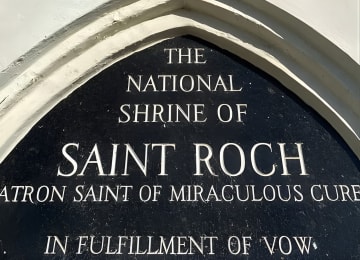 THE
NATIONAL
SHRINE OF
SAINT ROCH
ATRON SAINT OF MIRACULOUS CURE
IN FULFILLMENT OF VOW